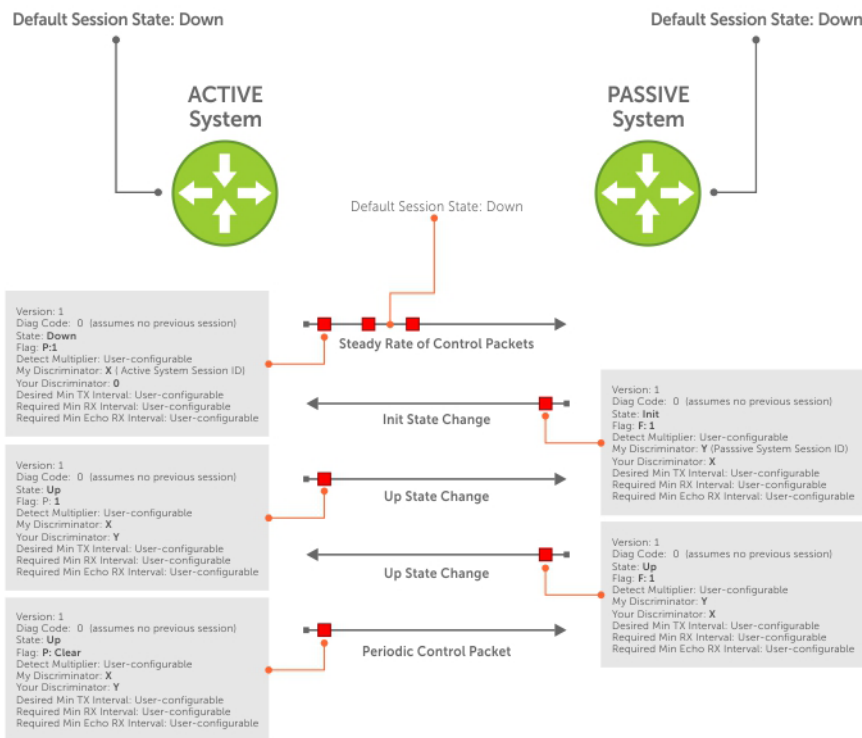 Default Session State: Down
Default Session State: Down
ACTIVE
System
PASSIVE
System
Default Session State: Down
Version: 1
Diag Code: 0 (assumes no previous session)
State: Down
Flag: P:1
Detect Multiplier: User-configurable
My Discriminator: X ( Active System Session ID)
Your Discriminator: 0
Desired Min TX Interval: User-configurable
Required Min RX Interval: User-configurable
Required Min Echo RX Interval: User-configurable
Steady Rate of Control Packets
Version: 1
Diag Code: 0 (assumes no previous session)
State: Init
Flag: F: 1
Detect Multiplier: User-configurable
My Discriminator: Y (Passsive System Session ID)
Your Discriminator: X
Desired Min TX Interval: User-configurable
Required Min RX Interval: User-configurable
Required Min Echo RX Interval: User-configurable
Init State Change
Version: 1
Diag Code: 0 (assumes no previous session)
State: Up
Flag: P: 1
Detect Multiplier: User-configurable
My Discriminator: X
Your Discriminator: Y
Desired Min TX Interval: User-configurable
Required Min RX Interval: User-configurable
Required Min Echo RX Interval: User-configurable
Up State Change
Version: 1
Diag Code: 0 (assumes no previous session)
State: Up
Flag: F: 1
Detect Multiplier: User-configurable
My Discriminator: Y
Your Discriminator: X
Desired Min TX Interval: User-configurable
Required Min RX Interval: User-configurable
Required Min Echo RX Interval: User-configurable
Up State Change
Version: 1
Diag Code: 0 (assumes no previous session)
State: Up
Flag: P: Clear
Detect Multiplier: User-configurable
My Discriminator: X
Your Discriminator: Y
Desired Min TX Interval: User-configurable
Required Min RX Interval: User-configurable
Required Min Echo RX Interval: User-configurable
Periodic Control Packet